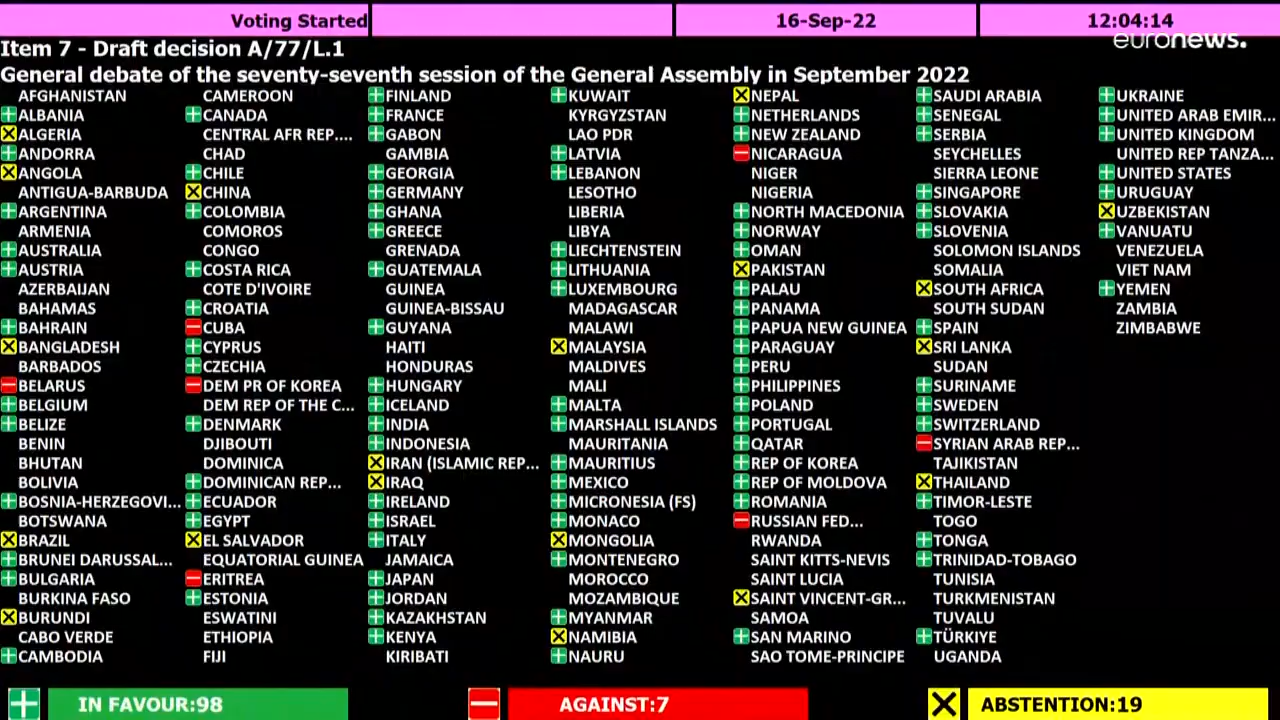 Voting Started 16-Sep-22 12:04:14
euronews.
Item 7 - Draft decision A/77/L.1
General debate of the seventy-seventh session of the General Assembly in September 2022
AFGHANISTAN
ALBANIA
ALGERIA
ANDORRA
ANGOLA
ANTIGUA-BARBUDA
ARGENTINA
ARMENIA
AUSTRALIA
AUSTRIA
AZERBAIJAN
BAHAMAS
BAHRAIN
BANGLADESH
BARBADOS
BELARUS
BELGIUM
BELIZE
BENIN
BHUTAN
BOLIVIA
BOSNIA-HERZEGOVI...
BOTSWANA
BRAZIL
BRUNEI DARUSSAL...
BULGARIA
BURKINA FASO
BURUNDI
CABO VERDE
CAMBODIA
CAMEROON
CANADA
CENTRAL AFR REP....
CHAD
CHILE
CHINA
COLOMBIA
COMOROS
CONGO
COSTA RICA
COTE D'IVOIRE
CROATIA
CUBA
CYPRUS
CZECHIA
DEM PR OF KOREA
DEM REP OF THE C...
DENMARK
DJIBOUTI
DOMINICA
DOMINICAN REP...
ECUADOR
EGYPT
EL SALVADOR
EQUATORIAL GUINEA
ERITREA
ESTONIA
ESWATINI
ETHIOPIA
FIJI
FINLAND
FRANCE
GABON
GAMBIA
GEORGIA
GERMANY
GHANA
GREECE
GRENADA
GUATEMALA
GUINEA
GUINEA-BISSAU
GUYANA
HAITI
HONDURAS
HUNGARY
ICELAND
INDIA
INDONESIA
IRAN (ISLAMIC REP...
IRAQ
IRELAND
ISRAEL
ITALY
JAMAICA
JAPAN
JORDAN
KAZAKHSTAN
KENYA
KIRIBATI
KUWAIT
KYRGYZSTAN
LAO PDR
LATVIA
LEBANON
LESOTHO
LIBERIA
LIBYA
LIECHTENSTEIN
LITHUANIA
LUXEMBOURG
MADAGASCAR
MALAWI
MALAYSIA
MALDIVES
MALI
MALTA
MARSHALL ISLANDS
MAURITANIA
MAURITIUS
MEXICO
MICRONESIA (FS)
MONACO
MONGOLIA
MONTENEGRO
MOROCCO
MOZAMBIQUE
MYANMAR
NAMIBIA
NAURU
NEPAL
NETHERLANDS
NEW ZEALAND
NICARAGUA
NIGER
NIGERIA
NORTH MACEDONIA
NORWAY
OMAN
PAKISTAN
PALAU
PANAMA
PAPUA NEW GUINEA
PARAGUAY
PERU
PHILIPPINES
POLAND
PORTUGAL
QATAR
REP OF KOREA
REP OF MOLDOVA
ROMANIA
RUSSIAN FED...
RWANDA
SAINT KITTS-NEVIS
SAINT LUCIA
SAINT VINCENT-GR...
SAMOA
SAN MARINO
SAO TOME-PRINCIPE
SAUDI ARABIA
SENEGAL
SERBIA
SEYCHELLES
SIERRA LEONE
SINGAPORE
SLOVAKIA
SLOVENIA
SOLOMON ISLANDS
SOMALIA
SOUTH AFRICA
SOUTH SUDAN
SPAIN
SRI LANKA
SUDAN
SURINAME
SWEDEN
SWITZERLAND
SYRIAN ARAB REP...
TAJIKISTAN
THAILAND
TIMOR-LESTE
TOGO
TONGA
TRINIDAD-TOBAGO
TUNISIA
TURKMENISTAN
TUVALU
TÜRKIYE
UGANDA
UKRAINE
UNITED ARAB EMIR...
UNITED KINGDOM
UNITED REP TANZA...
UNITED STATES
URUGUAY
UZBEKISTAN
VANUATU
VENEZUELA
VIET NAM
YEMEN
ZAMBIA
ZIMBABWE
IN FAVOUR:98 AGAINST:7 ABSTENTION:19